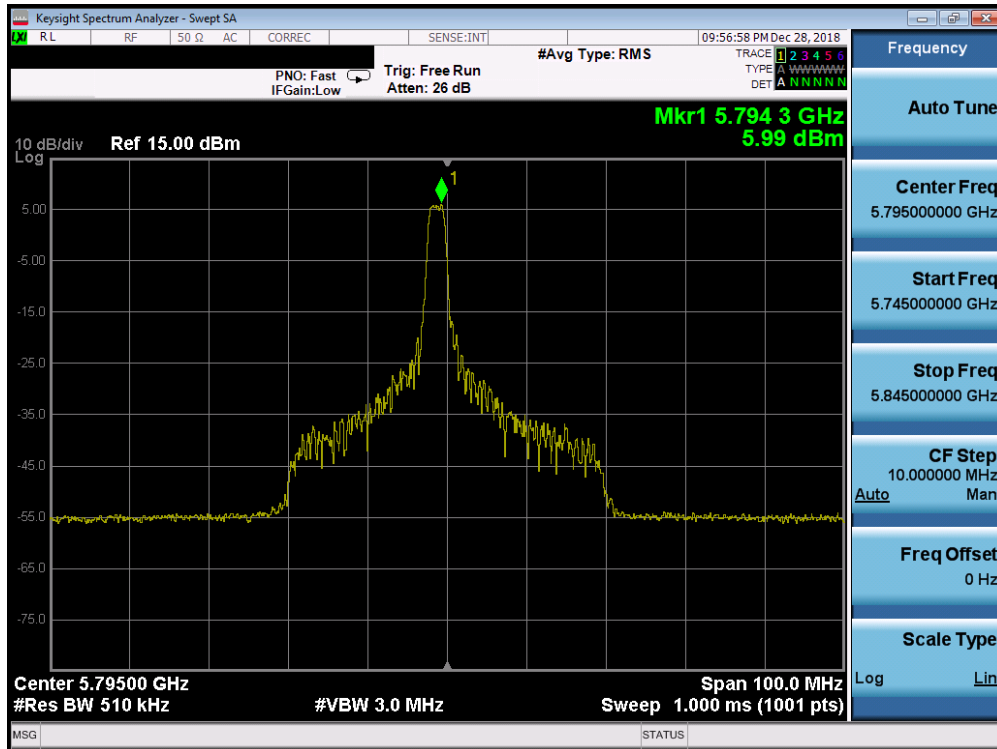 Keysight Spectrum Analyzer - Swept SA
LXI RL RF 50 Ω AC CORREC SENSE:INT 09:56:58 PM Dec 28, 2018
#Avg Type: RMS TRACE 1 2 3 4 5 6
PNO: Fast Trig: Free Run TYPE A WWWWW
IFGain:Low Atten: 26 dB DET A N N N N N
Mkr1 5.794 3 GHz
5.99 dBm
10 dB/div Ref 15.00 dBm
Log
1
5.00
-5.00
-15.0
-25.0
-35.0
-45.0
-55.0
-65.0
-75.0
Center 5.79500 GHz Span 100.0 MHz
#Res BW 510 kHz #VBW 3.0 MHz Sweep 1.000 ms (1001 pts)
MSG STATUS
Frequency
Auto Tune
Center Freq
5.795000000 GHz
Start Freq
5.745000000 GHz
Stop Freq
5.845000000 GHz
CF Step
10.000000 MHz
Auto Man
Freq Offset
0 Hz
Scale Type
Log Lin